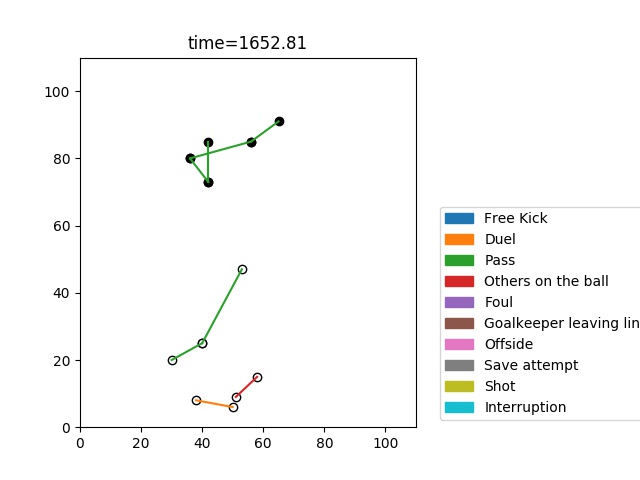 time=1652.81
100
80
60
40
20
0
0 20 40 60 80 100
Free Kick
Duel
Pass
Others on the ball
Foul
Goalkeeper leaving lin
Offside
Save attempt
Shot
Interruption